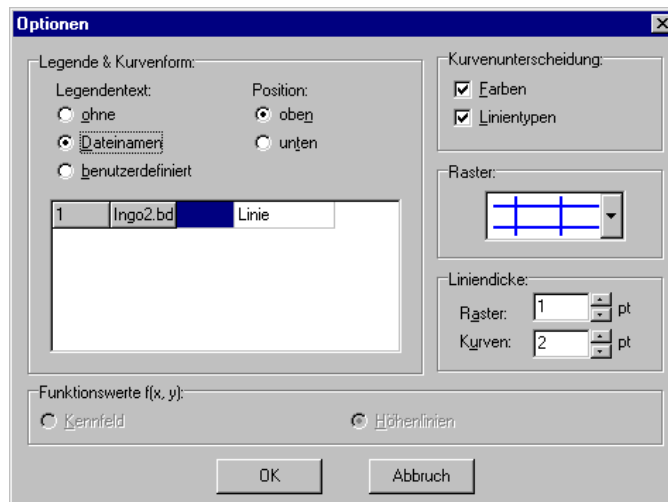 Optionen
Legende & Kurvenform:
Legendentext:
ohne
Dateinamen
benutzerdefiniert
Position:
oben
unten
1 Ingo2.bd Linie
Kurvenunterscheidung:
Farben
Linientypen
Raster:
Liniendicke:
Raster: 1 pt
Kurven: 2 pt
Funktionswerte f(x, y):
Kennfeld
Höhenlinien
OK
Abbruch